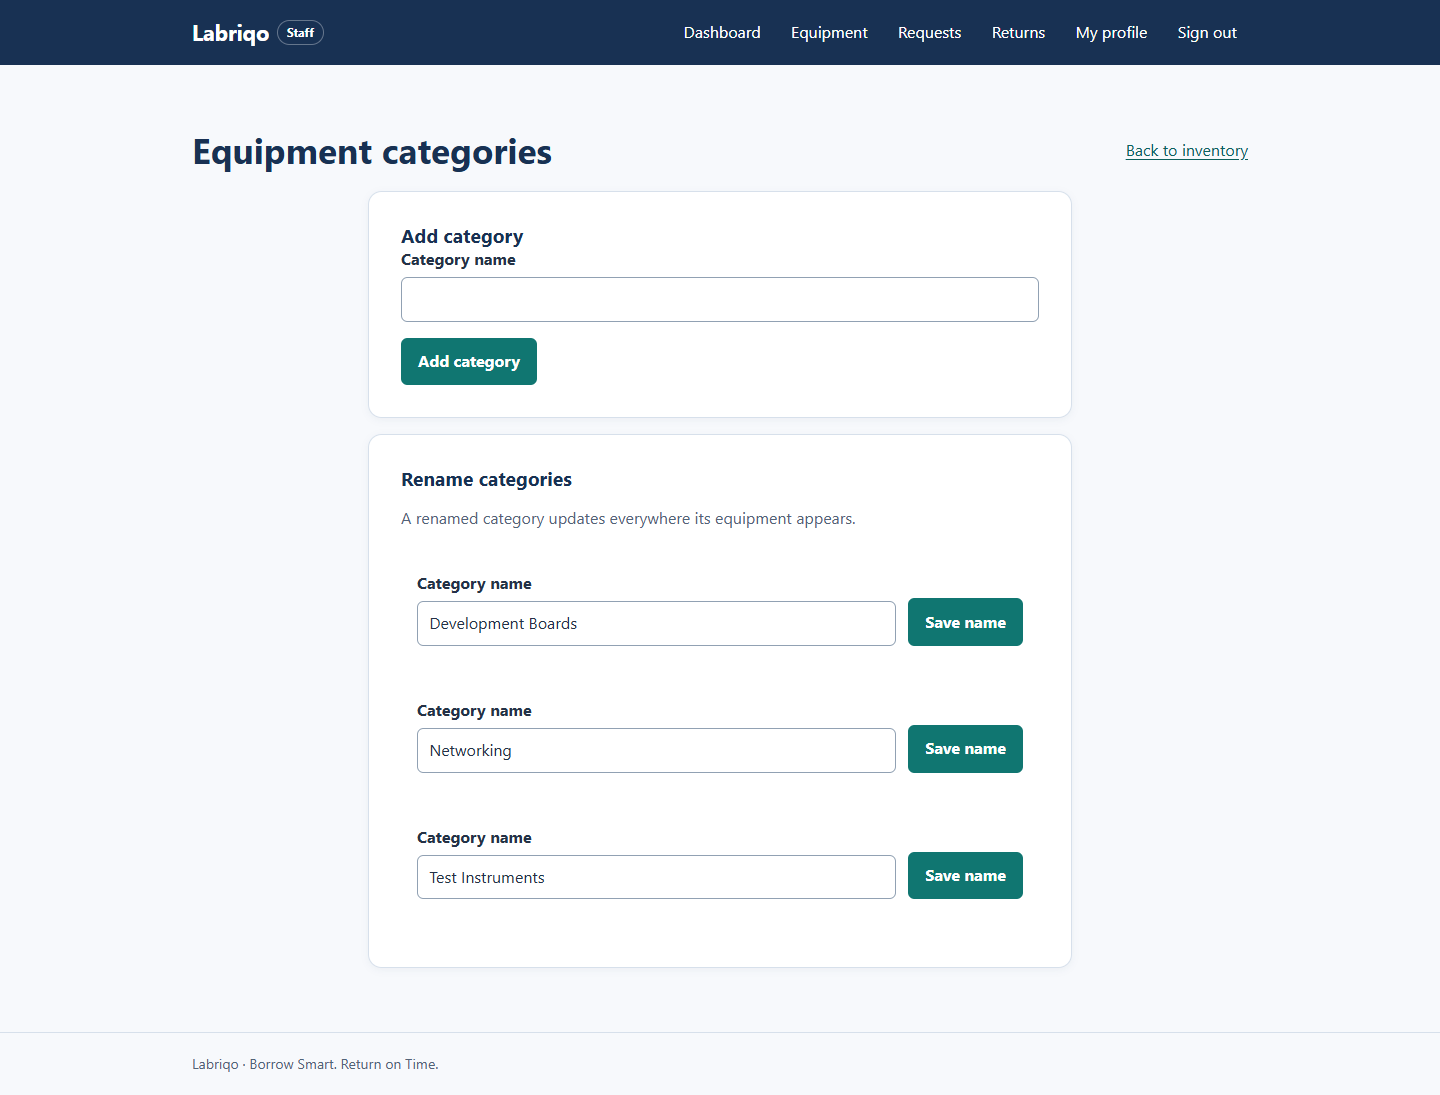 Labriqo Staff Dashboard Equipment Requests Returns My profile Sign out
Equipment categories Back to inventory
Add category
Category name
Add category
Rename categories
A renamed category updates everywhere its equipment appears.
Category name
Development Boards Save name
Category name
Networking Save name
Category name
Test Instruments Save name
Labriqo · Borrow Smart. Return on Time.